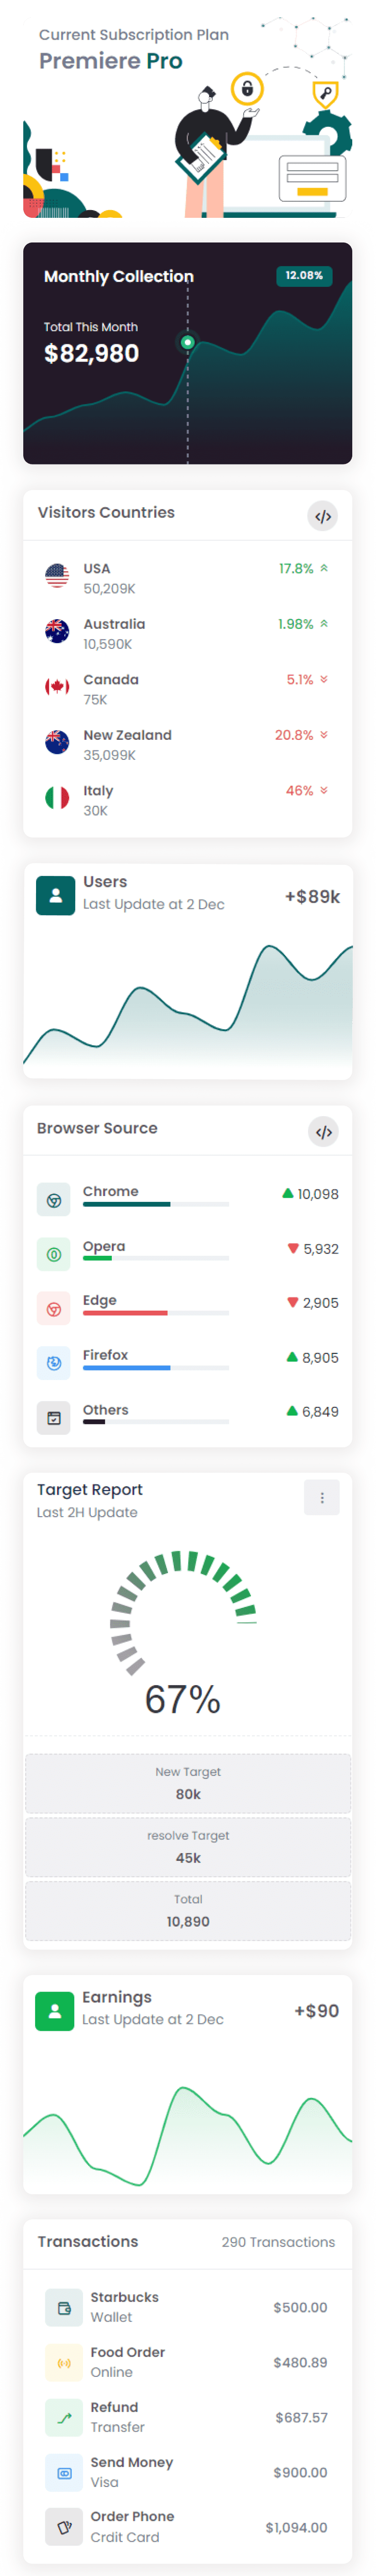 Current Subscription Plan
Premiere Pro
Monthly Collection
12.08%
Total This Month
$82,980
Visitors Countries
USA
17.8%
50,209K
Australia
1.98%
10,590K
Canada
5.1%
75K
New Zealand
20.8%
35,099K
Italy
46%
30K
Users
Last Update at 2 Dec
+$89k
Browser Source
Chrome
10,098
Opera
5,932
Edge
2,905
Firefox
8,905
Others
6,849
Target Report
Last 2H Update
67%
New Target
80k
resolve Target
45k
Total
10,890
Earnings
Last Update at 2 Dec
+$90
Transactions
290 Transactions
Starbucks
Wallet
$500.00
Food Order
Online
$480.89
Refund
Transfer
$687.57
Send Money
Visa
$900.00
Order Phone
Crdit Card
$1,094.00